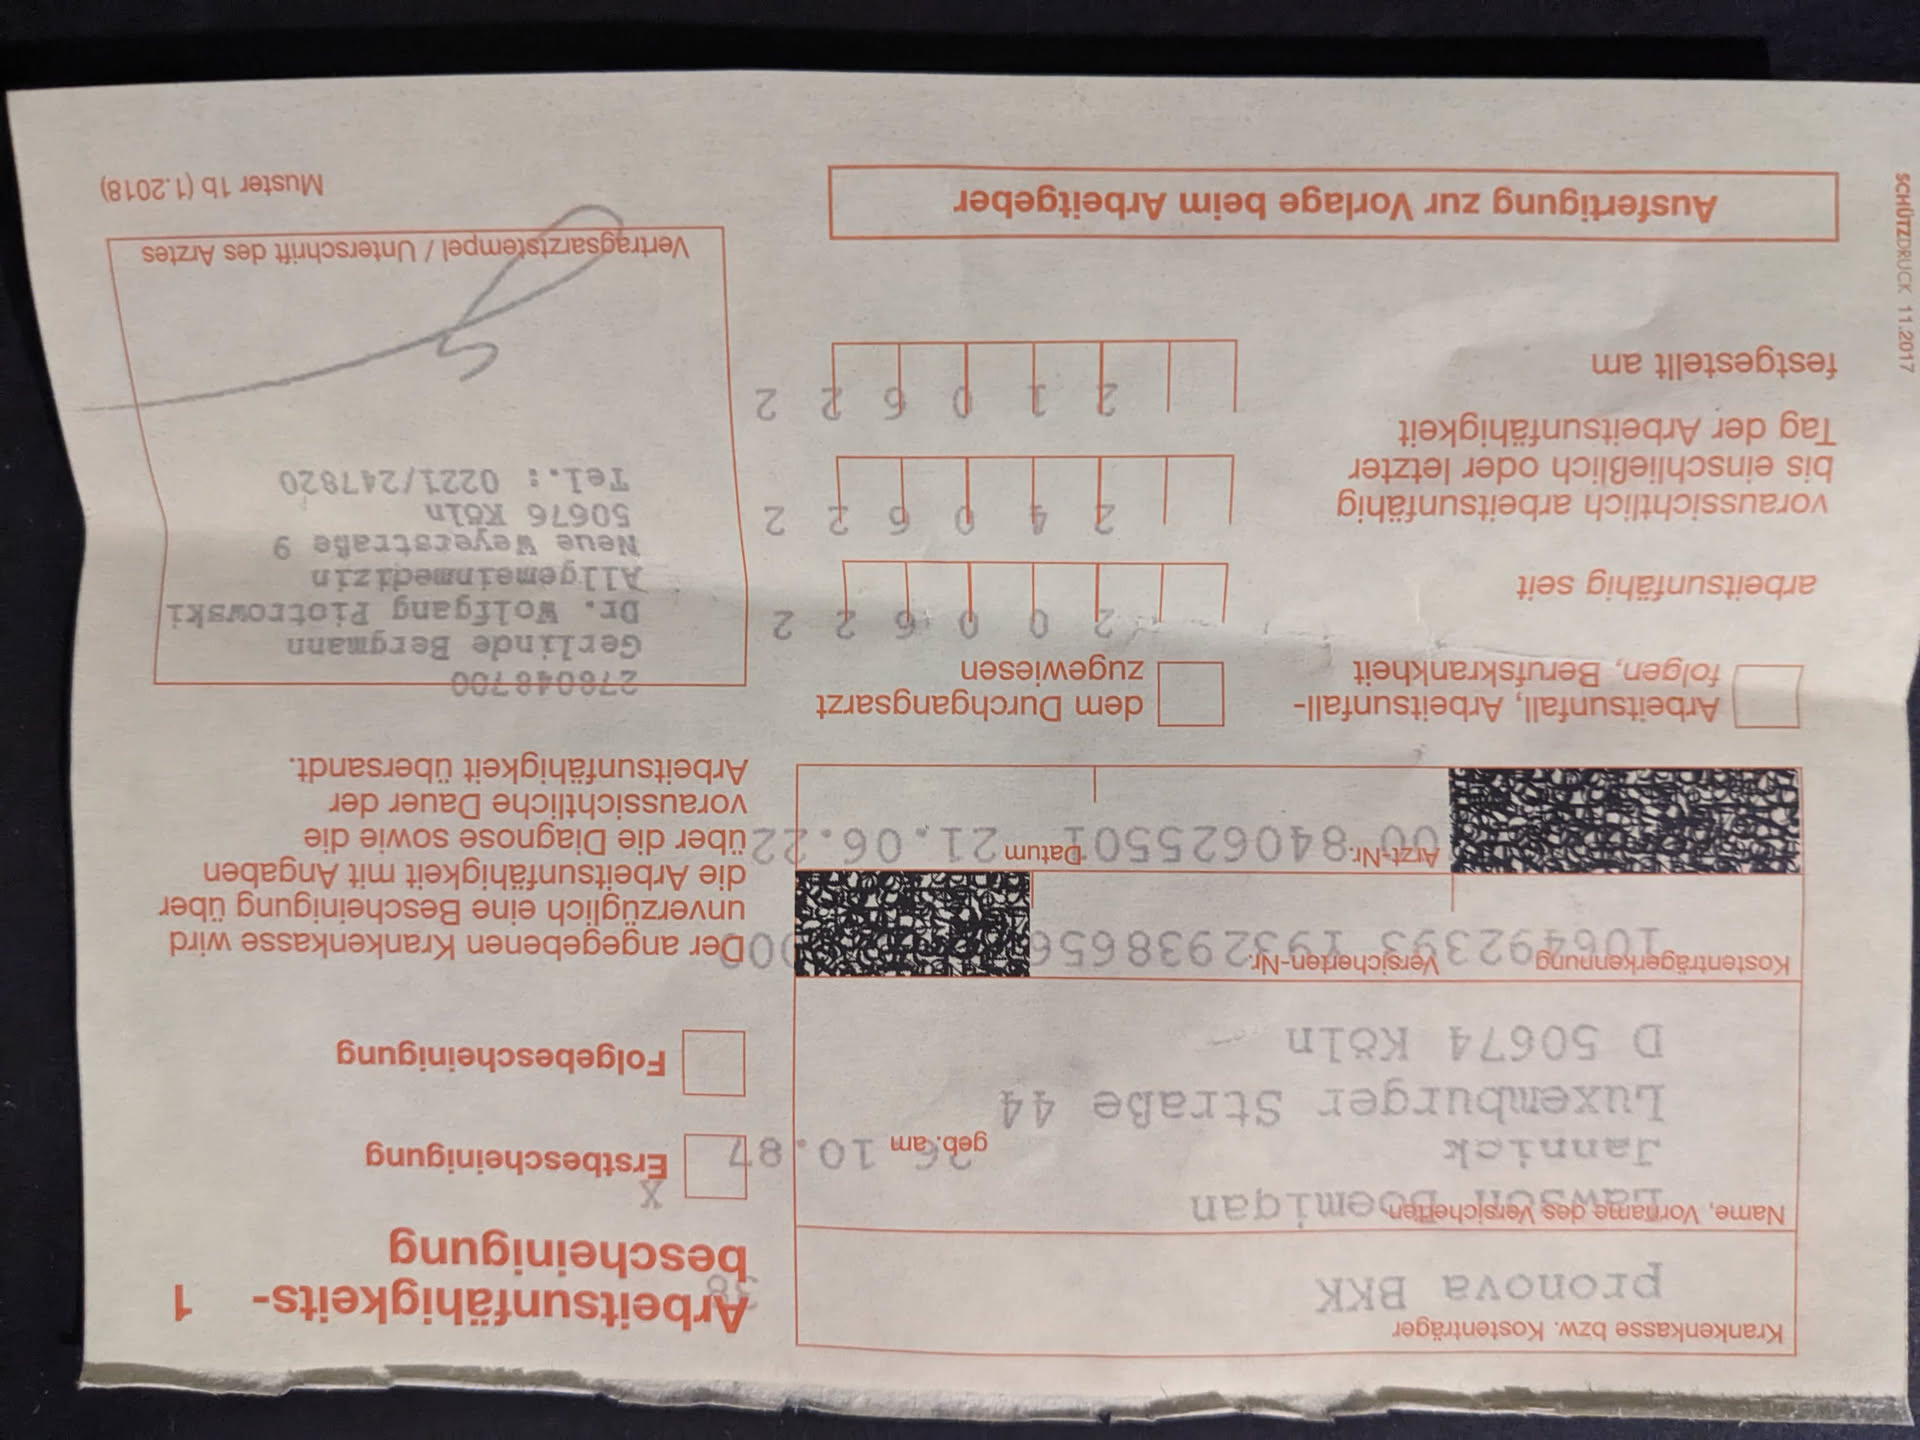 Krankenkasse bzw. Kostenträger
pronova BKK
38
Name, Vorname des Versicherten
Lawson Boemigan
Jannick
geb. am
26.10.87
Luxemburger Straße 44
D 50674 Köln
Kostenträgerkennung
Versicherten-Nr.
106492393
Arzt-Nr.
Datum
00 840625501 21.06.22
Arbeitsunfähigkeits-
bescheinigung
1
X
Erstbescheinigung
Folgebescheinigung
Der angegebenen Krankenkasse wird
unverzüglich eine Bescheinigung über
die Arbeitsunfähigkeit mit Angaben
über die Diagnose sowie die
voraussichtliche Dauer der
Arbeitsunfähigkeit übersandt.
Arbeitsunfall, Arbeitsunfall-
folgen, Berufskrankheit
dem Durchgangsarzt
zugewiesen
arbeitsunfähig seit
2 0 0 6 2 2
voraussichtlich arbeitsunfähig
bis einschließlich oder letzter
Tag der Arbeitsunfähigkeit
2 4 0 6 2 2
festgestellt am
2 1 0 6 2 2
276046700
Gerlinde Bergmann
Dr. Wolfgang Piotrowski
Allgemeinmedizin
Neue Weyerstraße 9
50676 Köln
Tel.: 0221/247820
Vertragsarztstempel / Unterschrift des Arztes
Ausfertigung zur Vorlage beim Arbeitgeber
Muster 1b (1.2018)
SCHÜTZDRUCK 11.2017